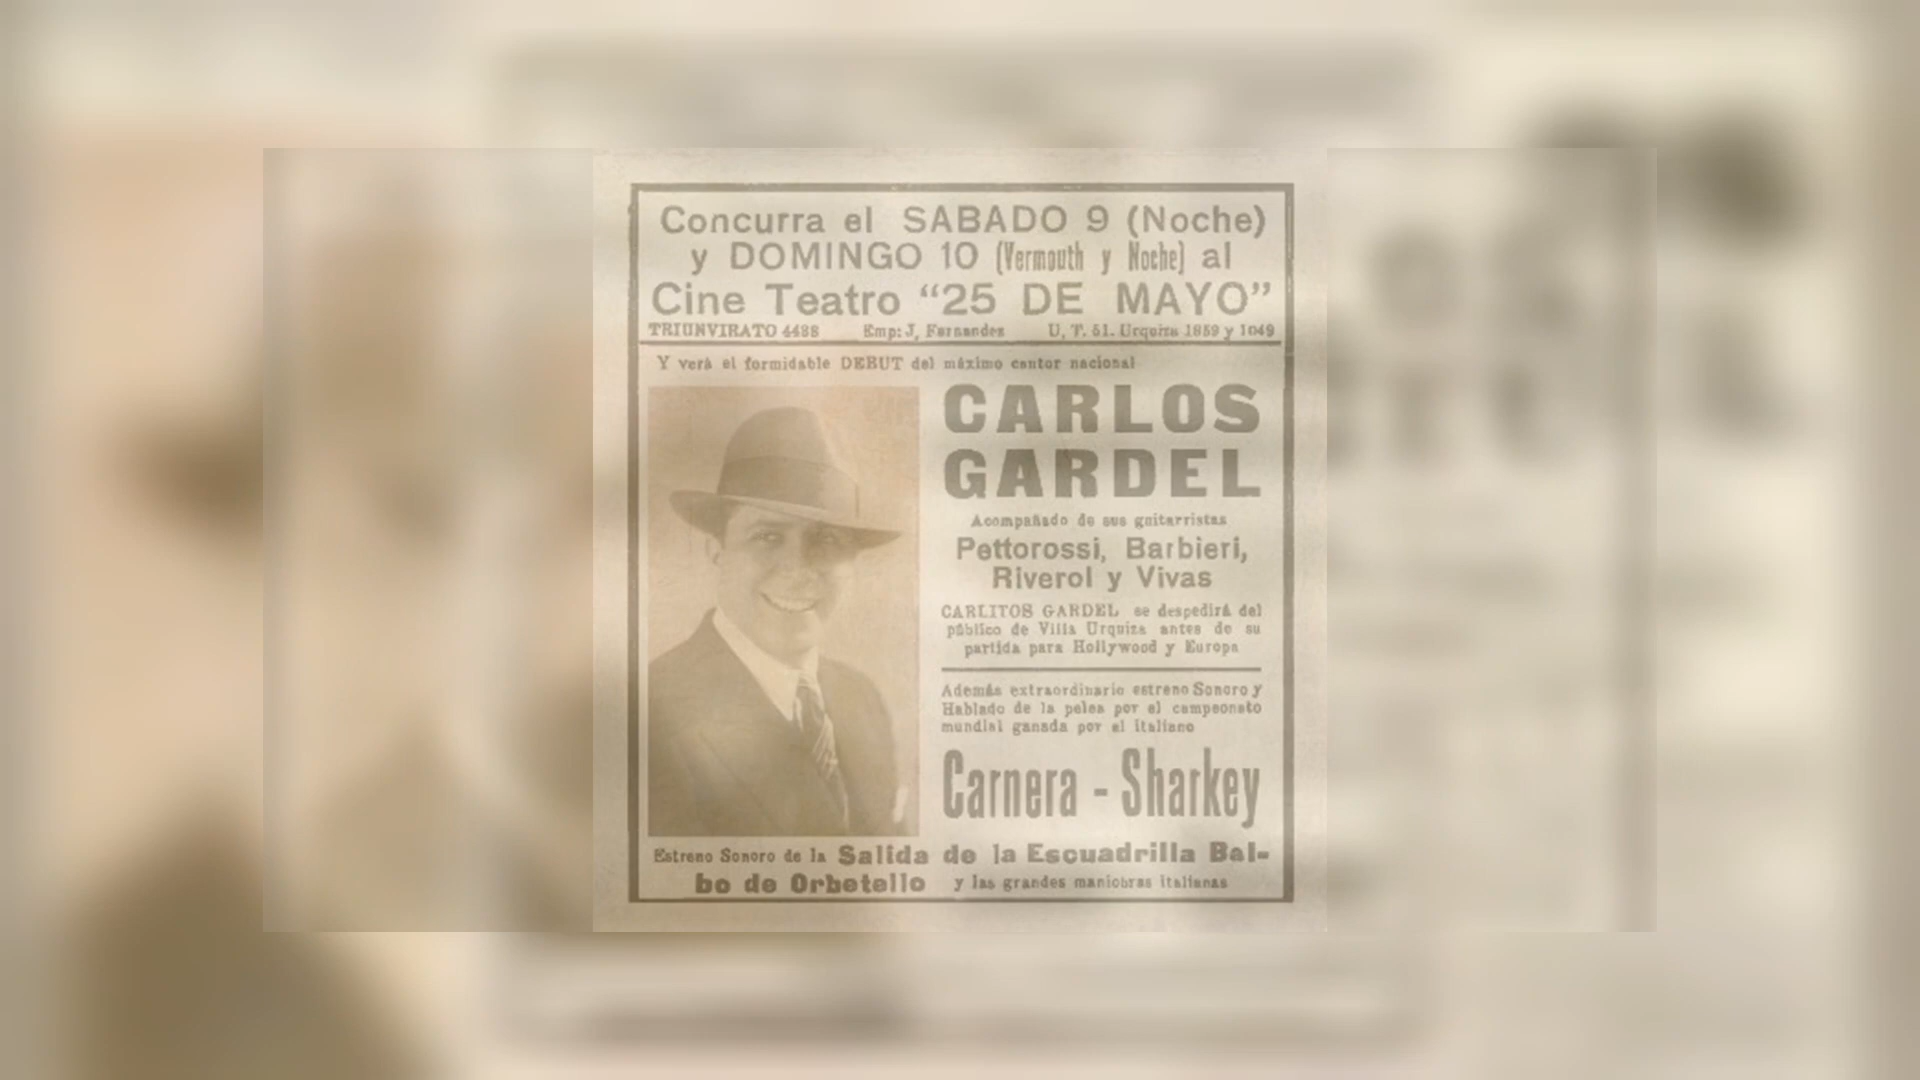 Concurra el SABADO 9 (Noche)
y DOMINGO 10 (Vermouth y Noche) al
Cine Teatro “25 DE MAYO”
TRIUNVIRATO 4488 Emp: J, Fernandes U, T. 51. Urquiza 1859 y 1049
Y verá el formidable DEBUT del máximo cantor nacional
CARLOS
GARDEL
Acompañado de sus guitarristas
Pettorossi, Barbieri,
Riverol y Vivas
CARLITOS GARDEL se despedirá del
público de Villa Urquiza antes de su
partida para Hollywood y Europa
Además extraordinario estreno Sonoro y
Hablado de la pelea por el campeonato
mundial ganada por el italiano
Carnera - Sharkey
Estreno Sonoro de la Salida de la Escuadrilla Bal-
bo de Orbetello y las grandes maniobras italianas